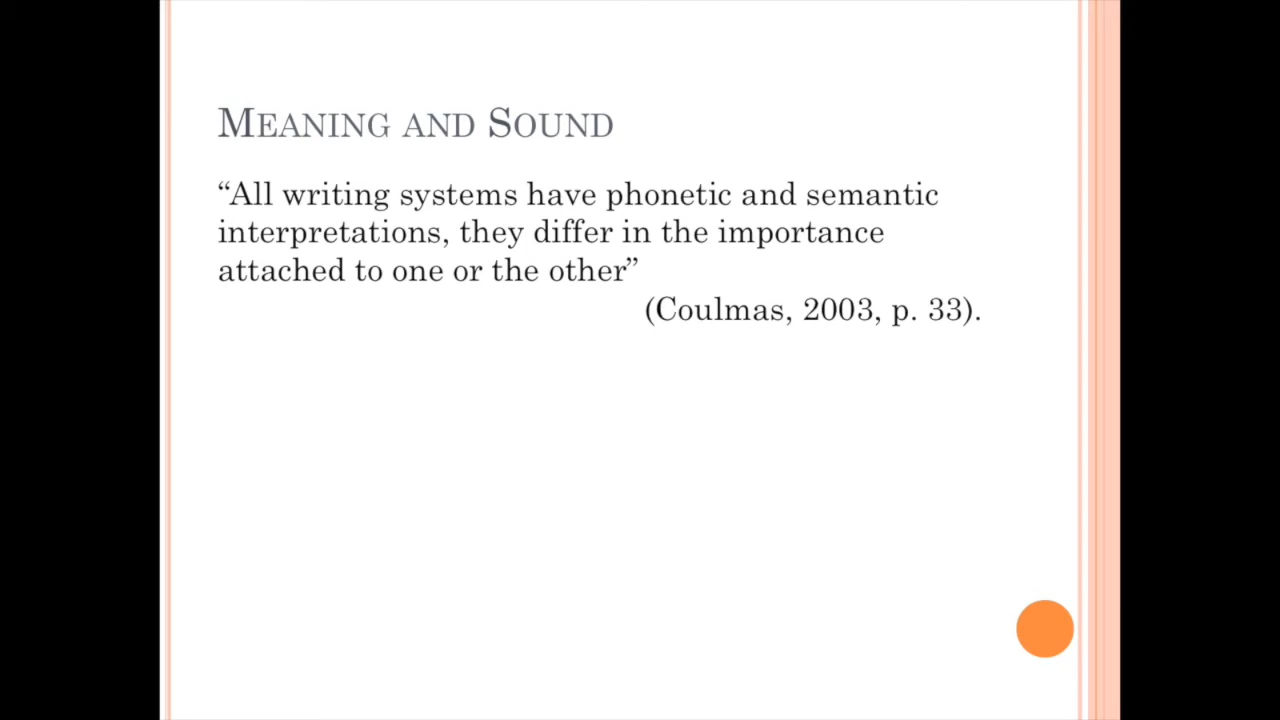 Meaning and Sound
“All writing systems have phonetic and semantic
interpretations, they differ in the importance
attached to one or the other”
(Coulmas, 2003, p. 33).